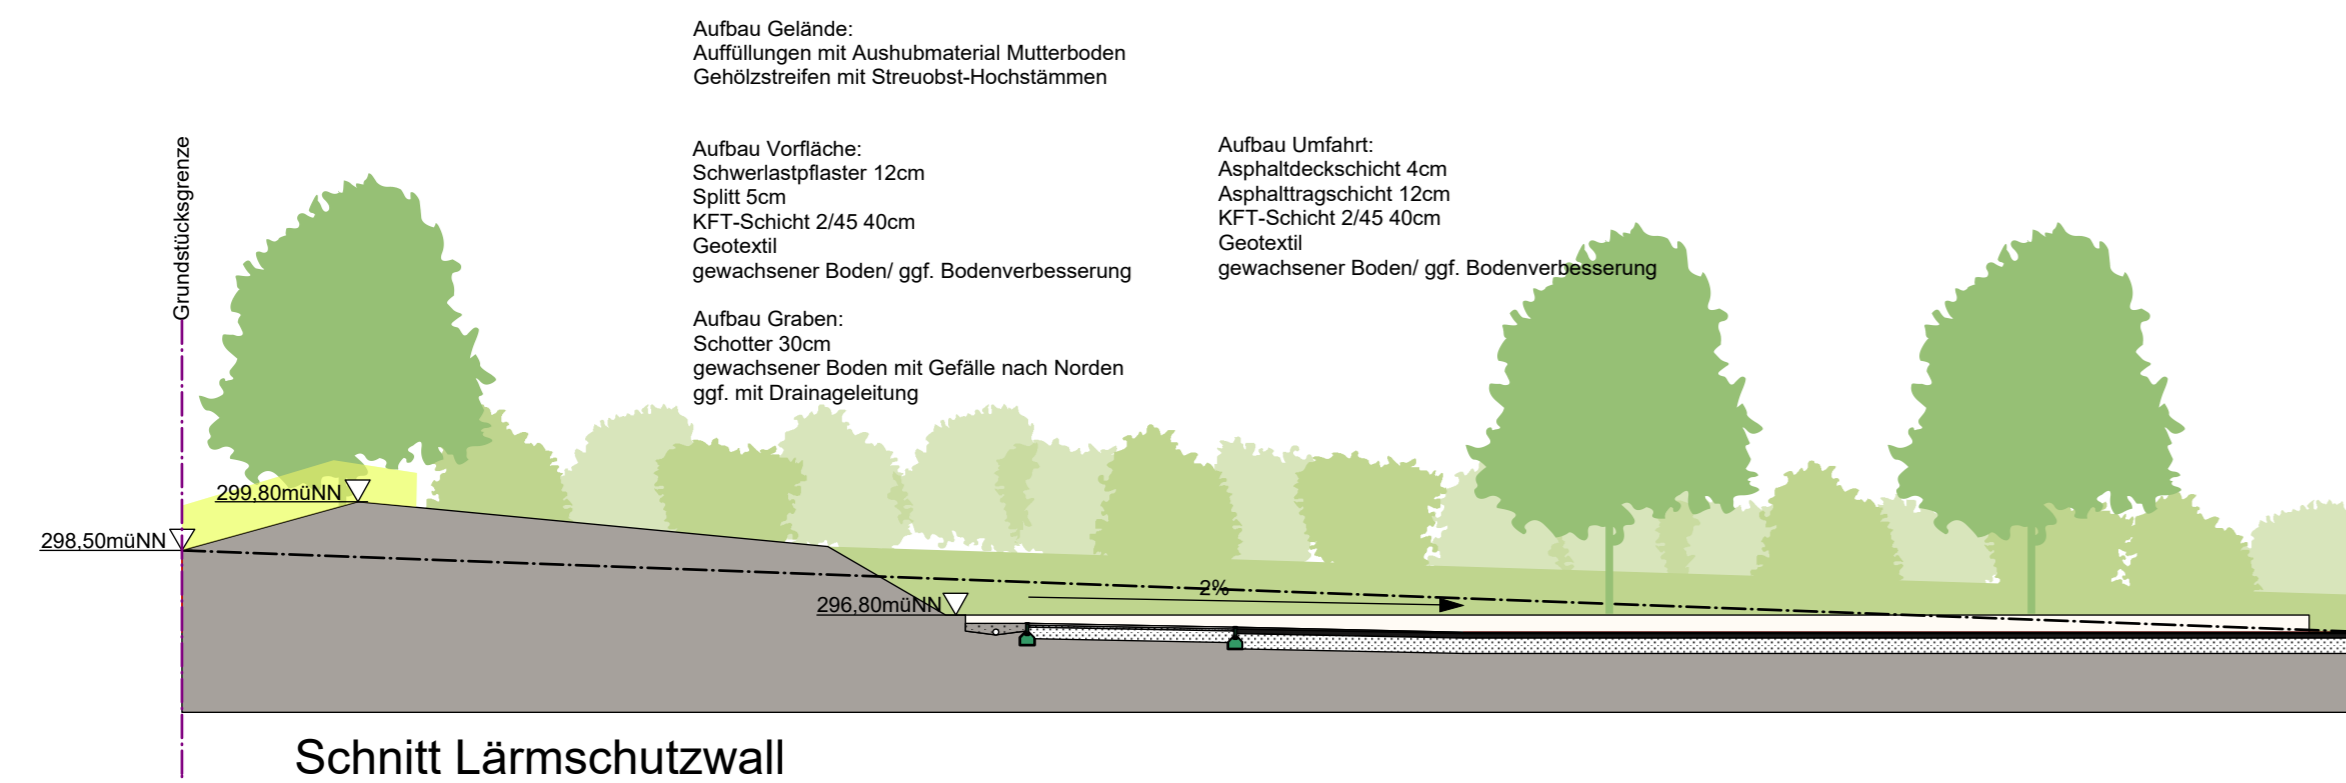 Aufbau Gelände:
Auffüllungen mit Aushubmaterial Mutterboden
Gehölzstreifen mit Streuobst-Hochstämmen
Aufbau Vorfläche:
Schwerlastpflaster 12cm
Splitt 5cm
KFT-Schicht 2/45 40cm
Geotextil
gewachsener Boden/ ggf. Bodenverbesserung
Aufbau Umfahrt:
Asphaltdeckschicht 4cm
Asphalttragschicht 12cm
KFT-Schicht 2/45 40cm
Geotextil
gewachsener Boden/ ggf. Bodenverbesserung
Aufbau Graben:
Schotter 30cm
gewachsener Boden mit Gefälle nach Norden
ggf. mit Drainageleitung
Grundstücksgrenze
299,80müNN
298,50müNN
296,80müNN
2%
Schnitt Lärmschutzwall